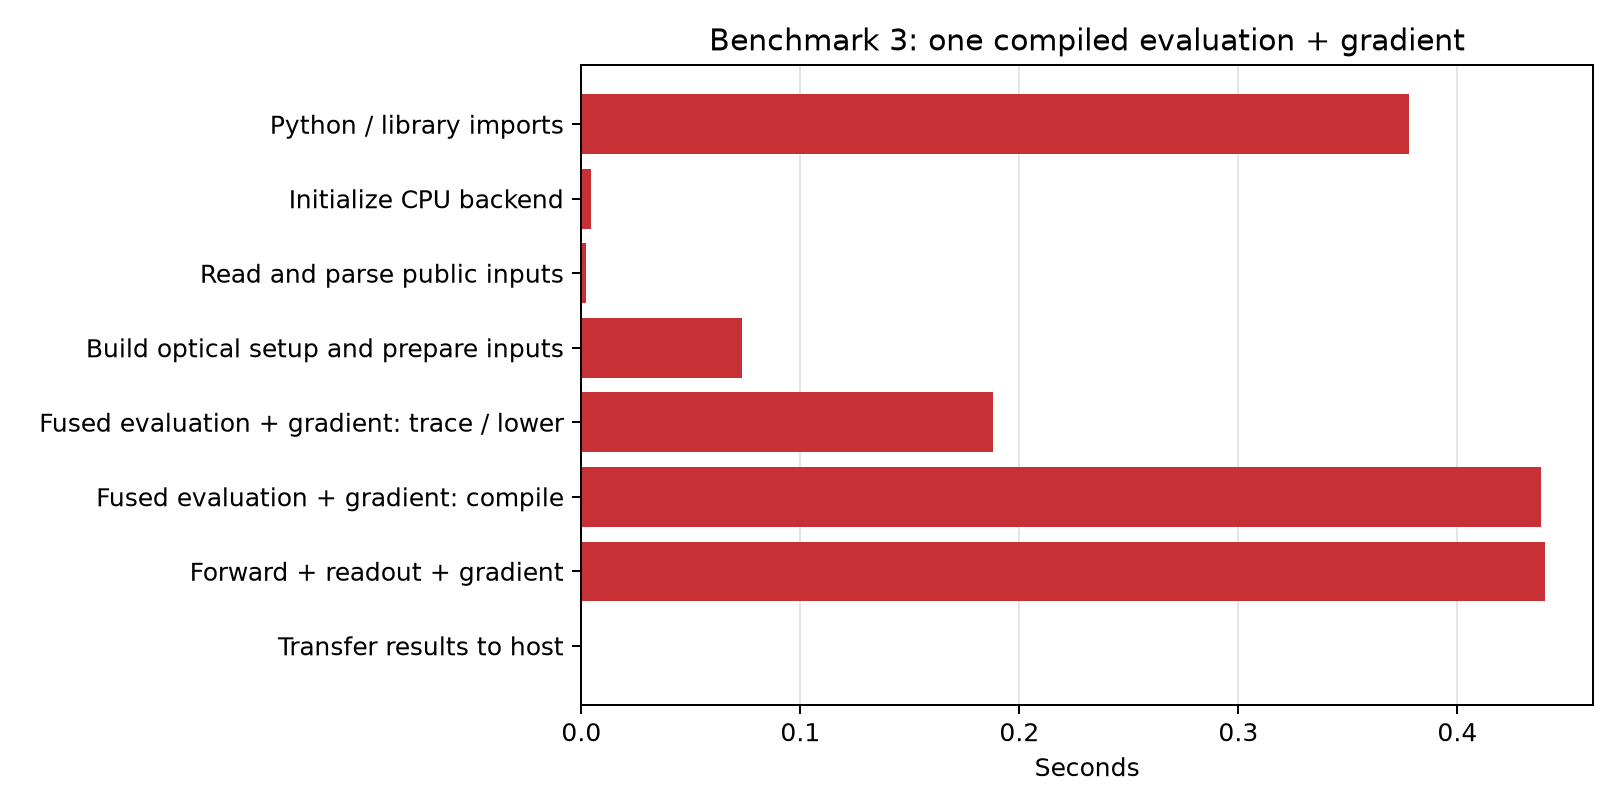 Benchmark 3: one compiled evaluation + gradient
Python / library imports
Initialize CPU backend
Read and parse public inputs
Build optical setup and prepare inputs
Fused evaluation + gradient: trace / lower
Fused evaluation + gradient: compile
Forward + readout + gradient
Transfer results to host
0.0 0.1 0.2 0.3 0.4
Seconds